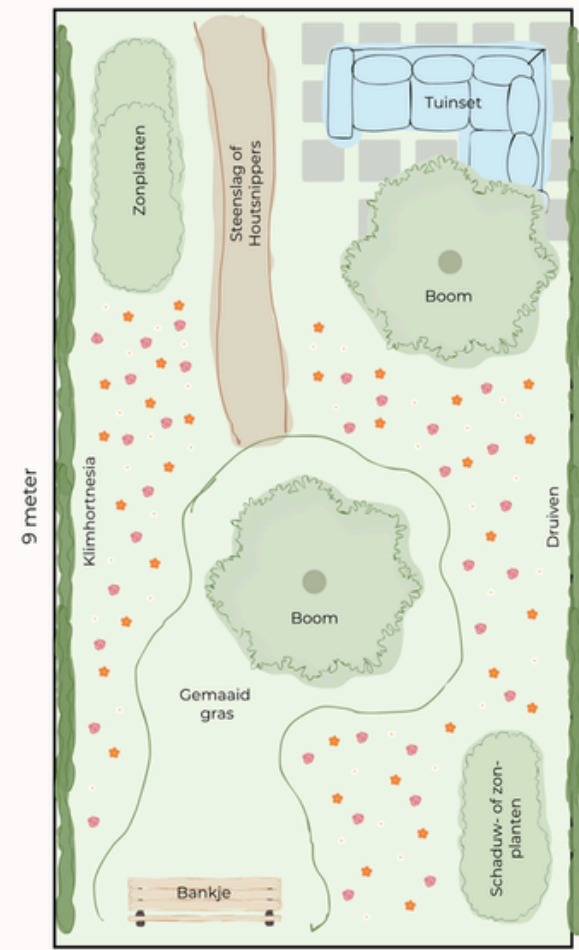 Tuinset
Zonplanten
Steenslag of
Houtsnippers
Boom
9 meter
Klimhortnesia
Druiven
Boom
Gemaaid
gras
Schaduw- of zon-
planten
Bankje